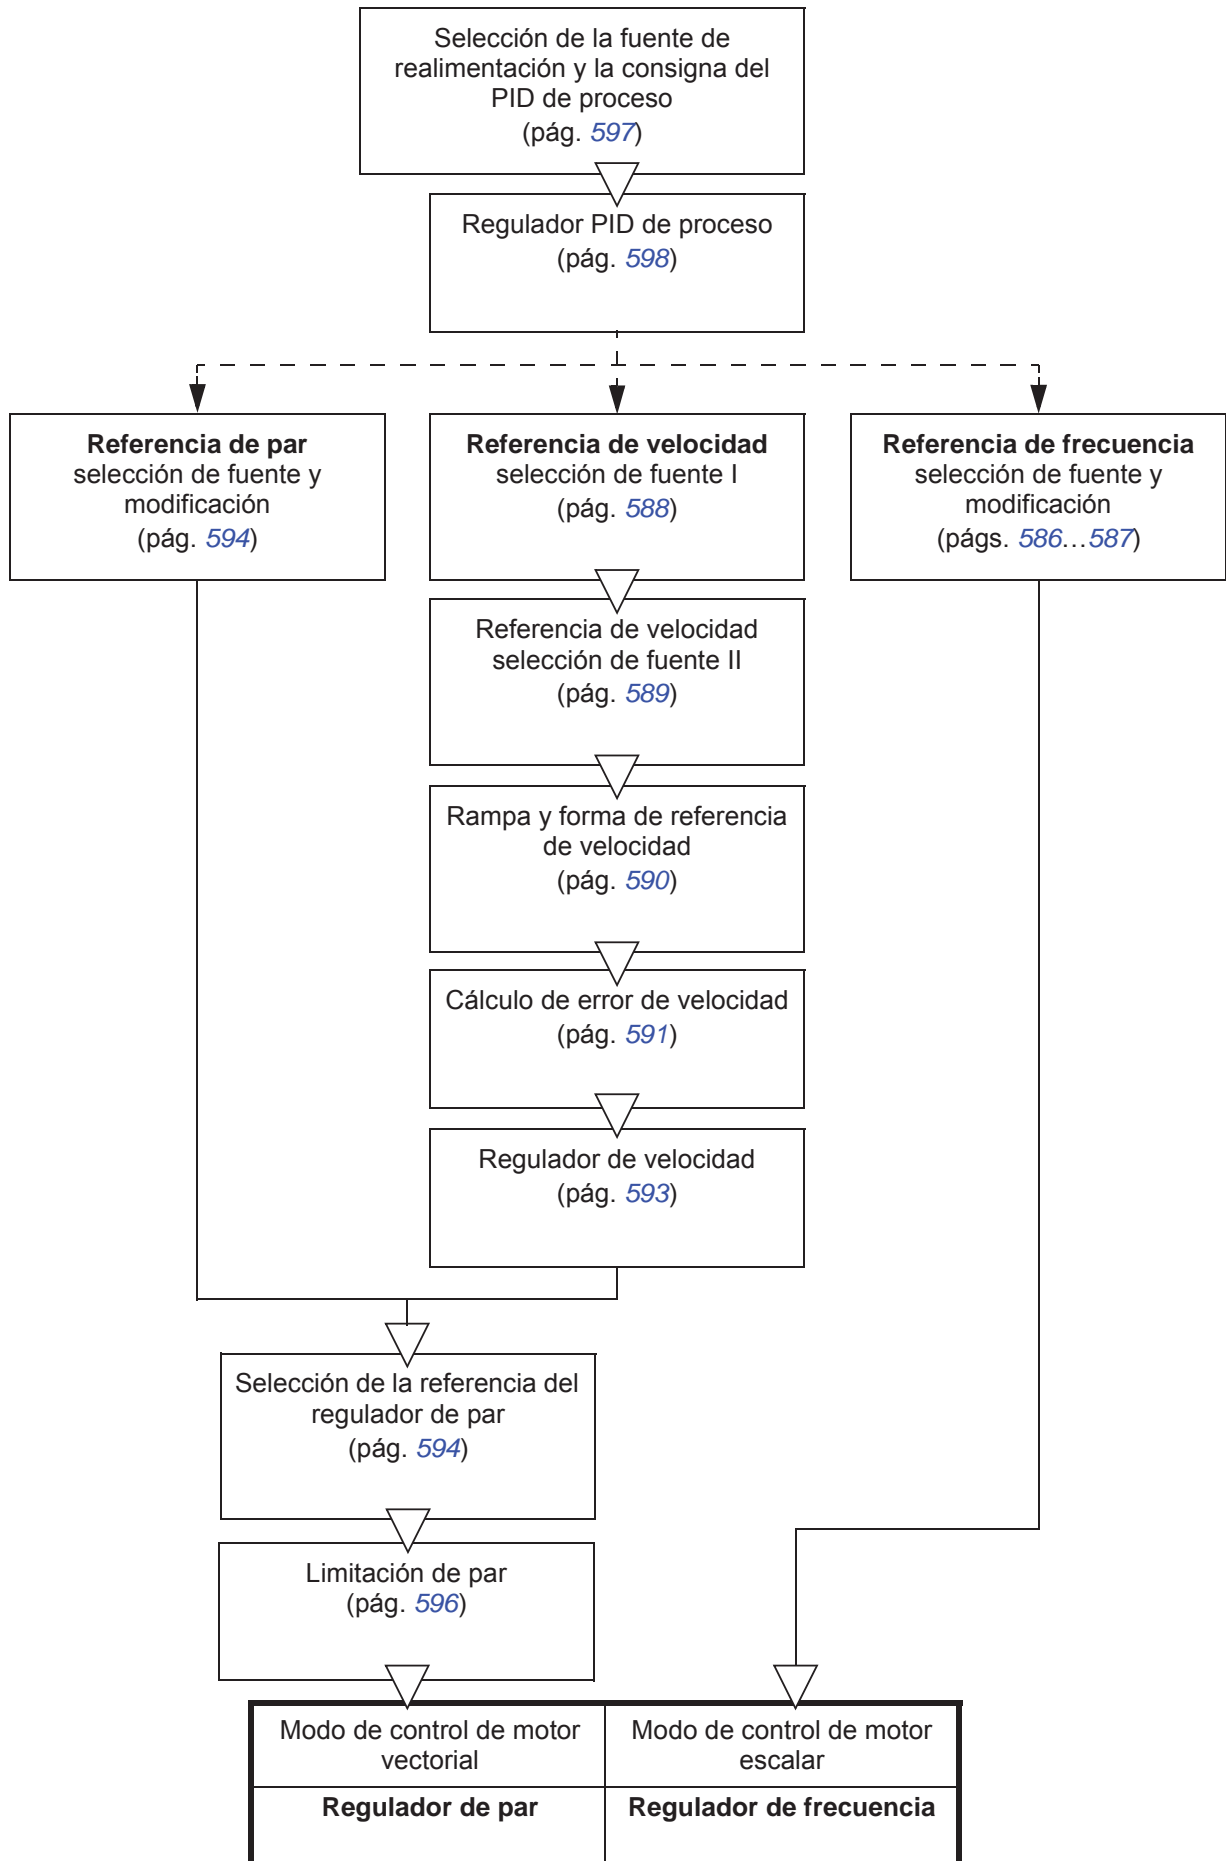 Selección de la fuente de
realimentación y la consigna del
PID de proceso
(pág. 597)
Regulador PID de proceso
(pág. 598)
Referencia de par
selección de fuente y
modificación
(pág. 594)
Referencia de velocidad
selección de fuente I
(pág. 588)
Referencia de frecuencia
selección de fuente y
modificación
(págs. 586…587)
Referencia de velocidad
selección de fuente II
(pág. 589)
Rampa y forma de referencia
de velocidad
(pág. 590)
Cálculo de error de velocidad
(pág. 591)
Regulador de velocidad
(pág. 593)
Selección de la referencia del
regulador de par
(pág. 594)
Limitación de par
(pág. 596)
Modo de control de motor
vectorial
Modo de control de motor
escalar
Regulador de par
Regulador de frecuencia